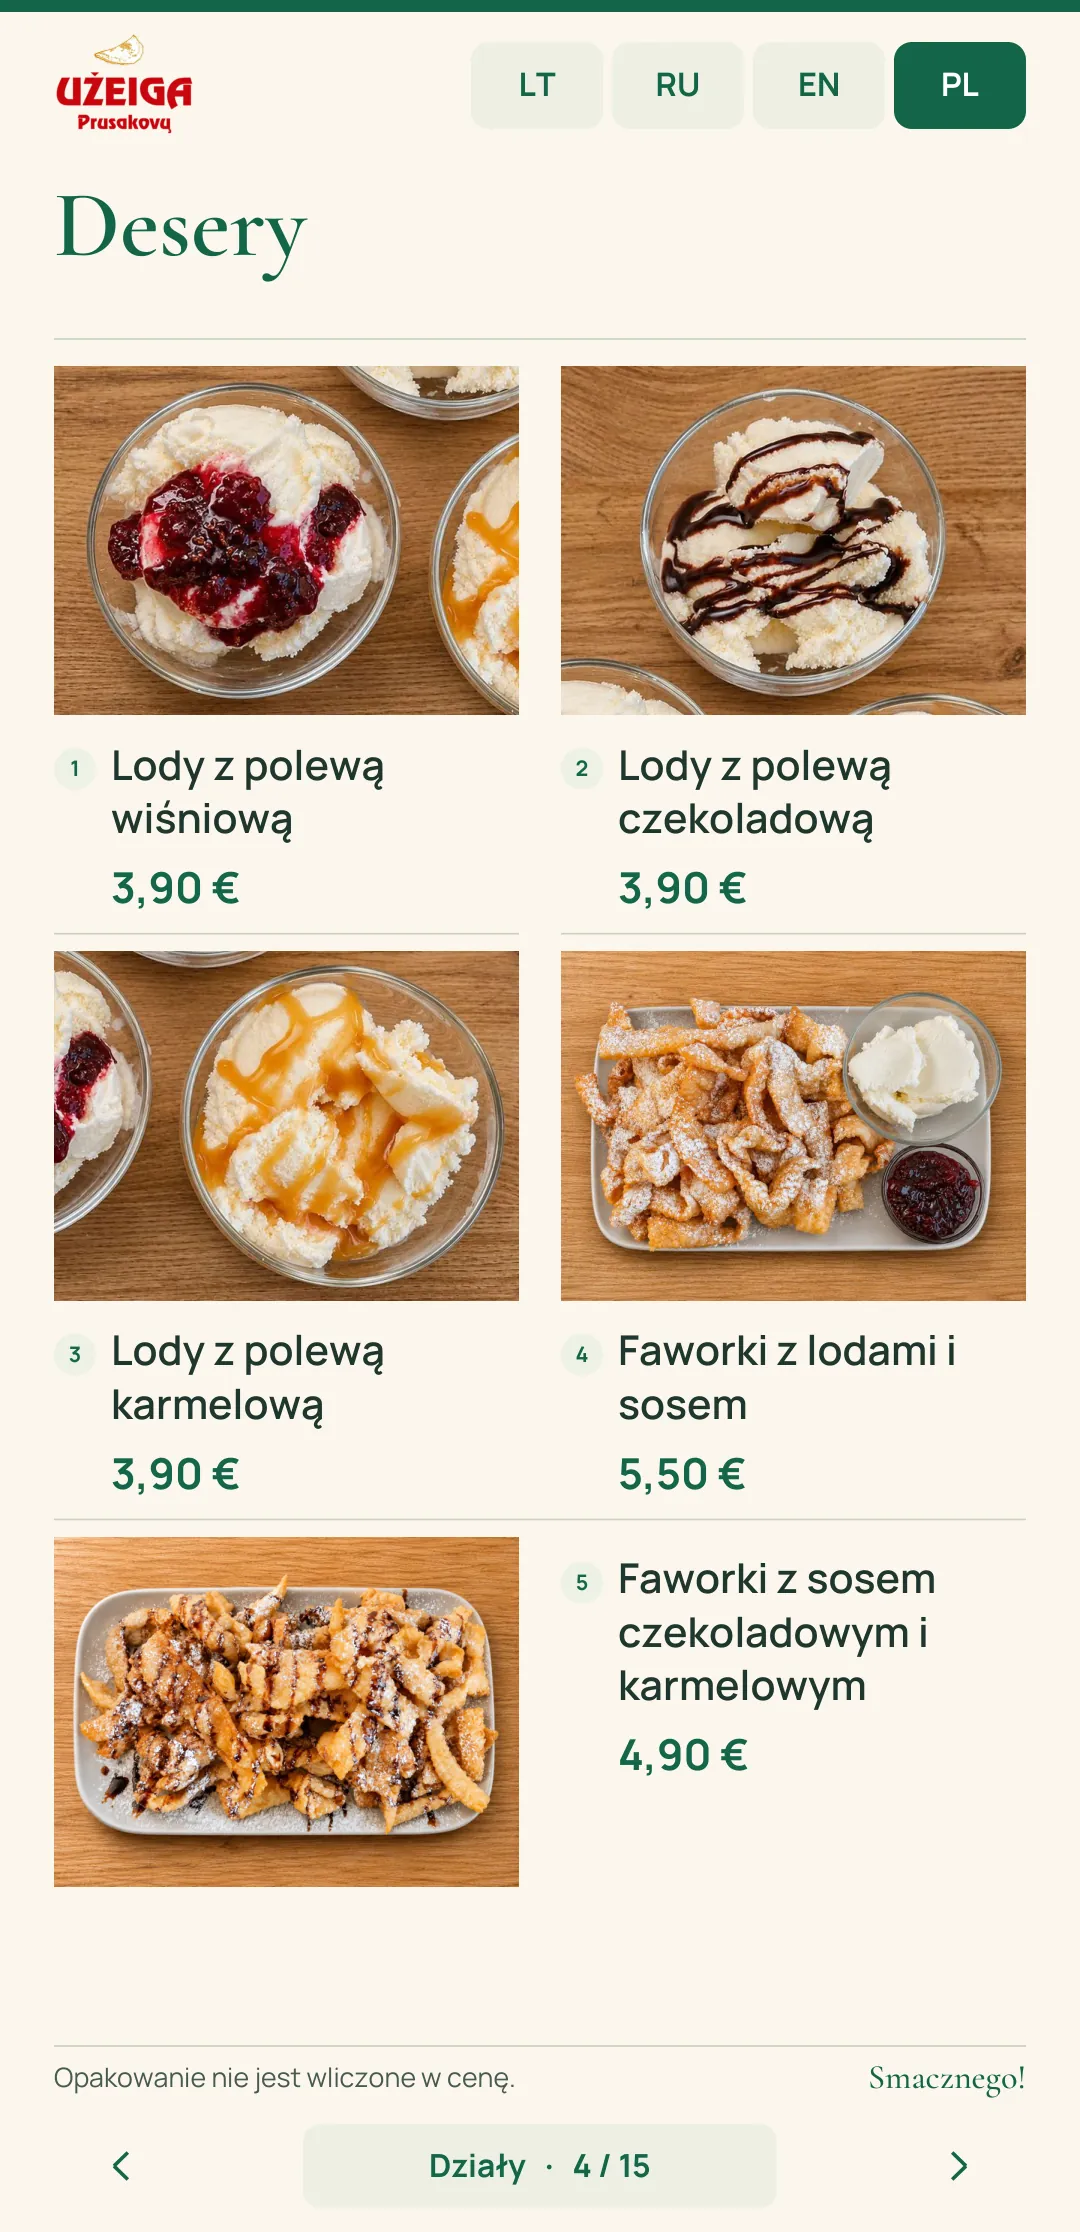 UŽEIGA
Prusakovų
LT
RU
EN
PL
Desery
1
Lody z polewą
wiśniową
3,90 €
2
Lody z polewą
czekoladową
3,90 €
3
Lody z polewą
karmelową
3,90 €
4
Faworki z lodami i
sosem
5,50 €
5
Faworki z sosem
czekoladowym i
karmelowym
4,90 €
Opakowanie nie jest wliczone w cenę.
Smacznego!
Działy · 4 / 15